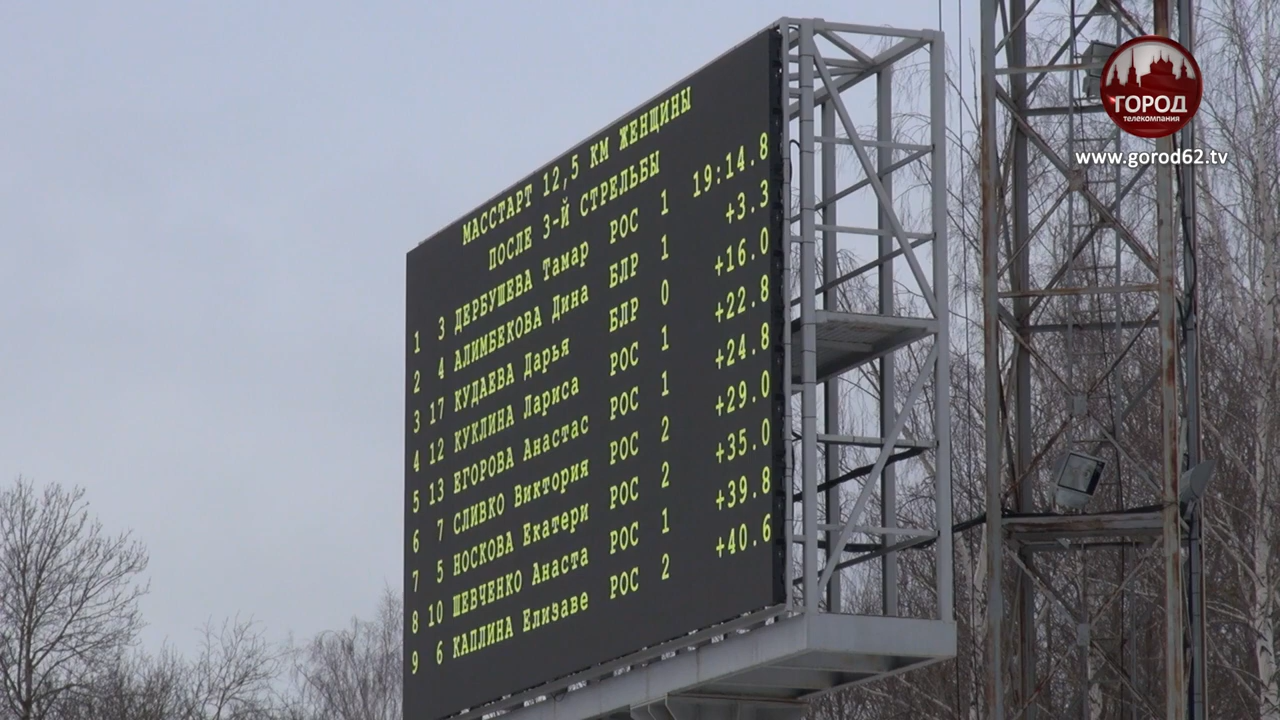 ГОРОД
телекомпания
www.gorod62.tv
МАССТАРТ 12,5 КМ ЖЕНЩИНЫ
ПОСЛЕ 3-Й СТРЕЛЬБЫ
1 3 ДЕРБУШЕВА Тамар РОС 1 19:14.8
2 4 АЛИМБЕКОВА Дина БЛР 1 +3.3
3 17 КУДАЕВА Дарья БЛР 0 +16.0
4 12 КУКЛИНА Лариса РОС 1 +22.8
5 13 ЕГОРОВА Анастас РОС 1 +24.8
6 7 СЛИВКО Виктория РОС 2 +29.0
7 5 НОСКОВА Екатери РОС 2 +35.0
8 10 ШЕВЧЕНКО Анаста РОС 1 +39.8
9 6 КАПЛИНА Елизаве РОС 2 +40.6